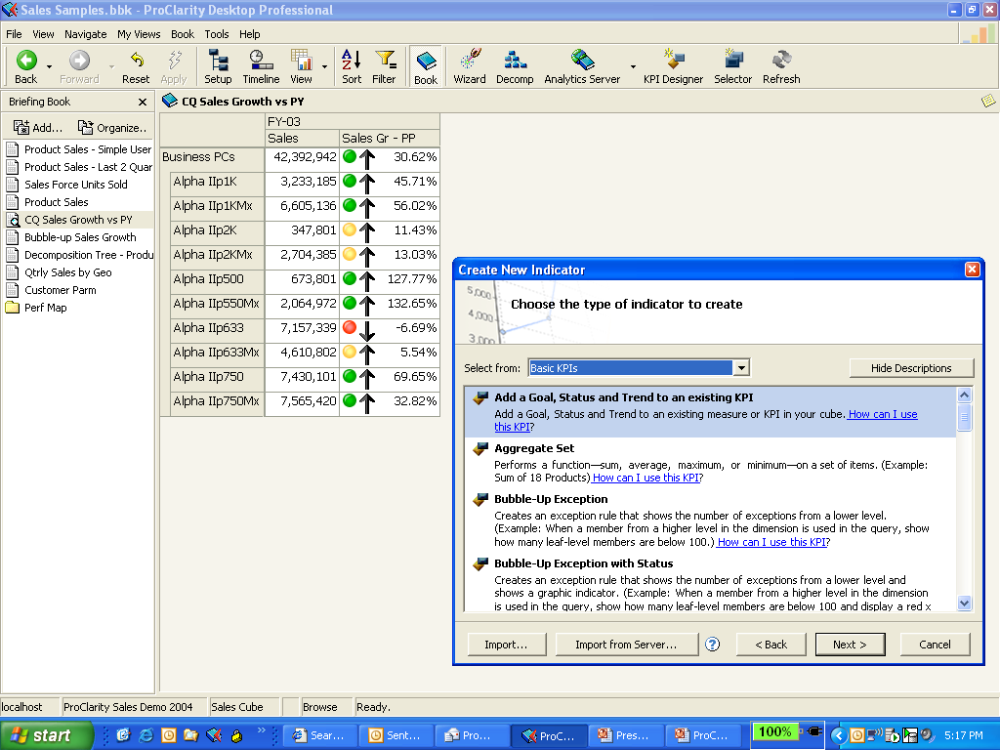 Sales Samples.bbk - ProClarity Desktop Professional
File View Navigate My Views Book Tools Help
Back Forward Reset Apply Setup Timeline View Sort Filter Book Wizard Decomp Analytics Server KPI Designer Selector Refresh
Briefing Book
CQ Sales Growth vs PY
Add... Organize..
Product Sales - Simple User
Product Sales - Last 2 Quar
Sales Force Units Sold
Product Sales
CQ Sales Growth vs PY
Bubble-up Sales Growth
Decomposition Tree - Produ
Qtrly Sales by Geo
Customer Parm
Perf Map
FY-03
Sales Sales Gr - PP
Business PCs 42,392,942 30.62%
Alpha IIp1K 3,233,185 45.71%
Alpha IIp1KMx 6,605,136 56.02%
Alpha IIp2K 347,801 11.43%
Alpha IIp2KMx 2,704,385 13.03%
Alpha IIp500 673,801 127.77%
Alpha IIp550Mx 2,064,972 132.65%
Alpha IIp633 7,157,339 -6.69%
Alpha IIp633Mx 4,610,802 5.54%
Alpha IIp750 7,430,101 69.65%
Alpha IIp750Mx 7,565,420 32.82%
Create New Indicator
5,000
4,000
3,000
Choose the type of indicator to create
Select from: Basic KPIs Hide Descriptions
Add a Goal, Status and Trend to an existing KPI
Add a Goal, Status and Trend to an existing measure or KPI in your cube. How can I use
this KPI?
Aggregate Set
Performs a function—sum, average, maximum, or minimum—on a set of items. (Example:
Sum of 18 Products) How can I use this KPI?
Bubble-Up Exception
Creates an exception rule that shows the number of exceptions from a lower level.
(Example: When a member from a higher level in the dimension is used in the query, show
how many leaf-level members are below 100.) How can I use this KPI?
Bubble-Up Exception with Status
Creates an exception rule that shows the number of exceptions from a lower level and
shows a graphic indicator. (Example: When a member from a higher level in the dimension
is used in the query, show how many leaf-level members are below 100 and display a red x
Import... Import from Server... ? < Back Next > Cancel
localhost ProClarity Sales Demo 2004 Sales Cube Browse Ready.
start Sear... Sent... Pro... ProC... Pres... ProC... 100% 5:17 PM